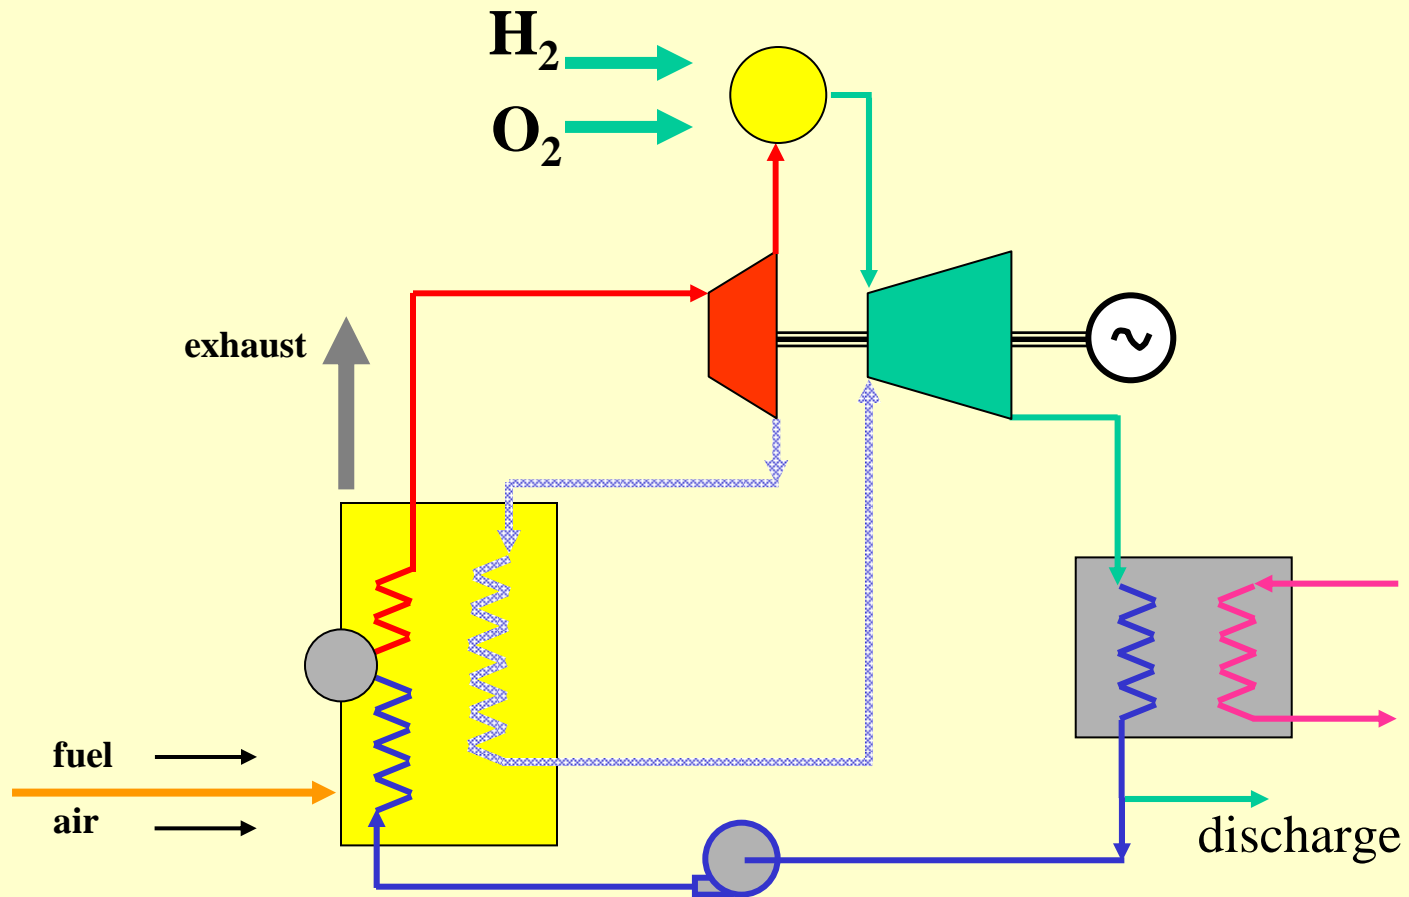 H₂
O₂
exhaust
fuel
air
discharge